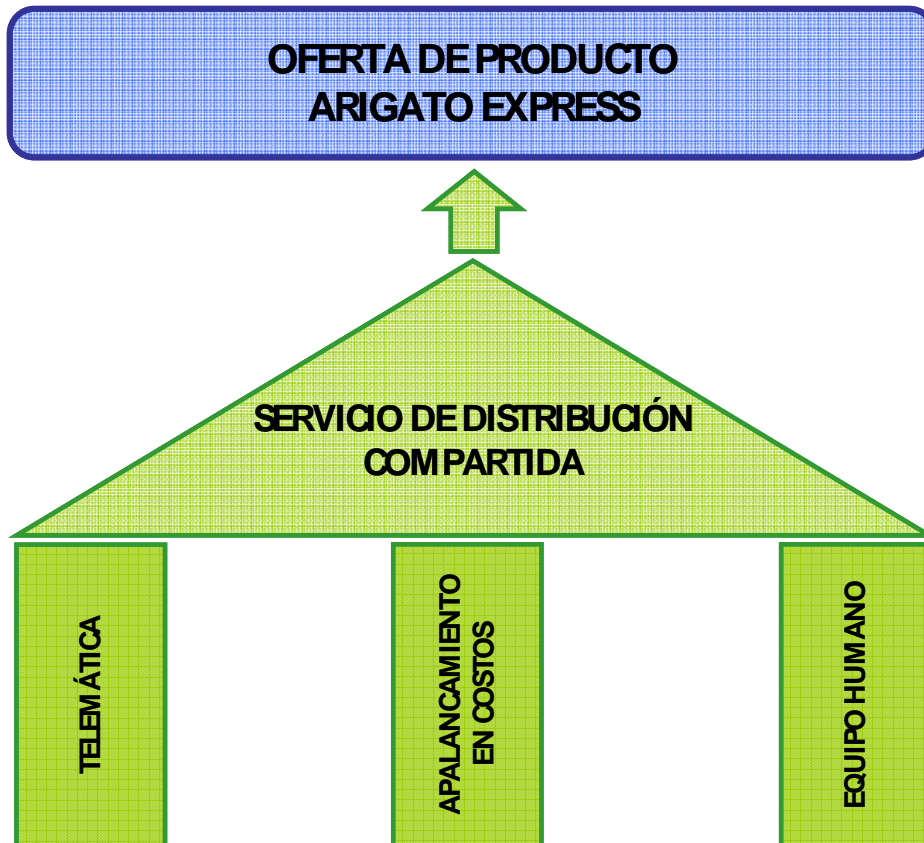 OFERTA DE PRODUCTO
ARIGATO EXPRESS
SERVICIO DE DISTRIBUCIÓN
COMPARTIDA
TELEMÁTICA
APALANCAMIENTO
EN COSTOS
EQUIPO HUMANO